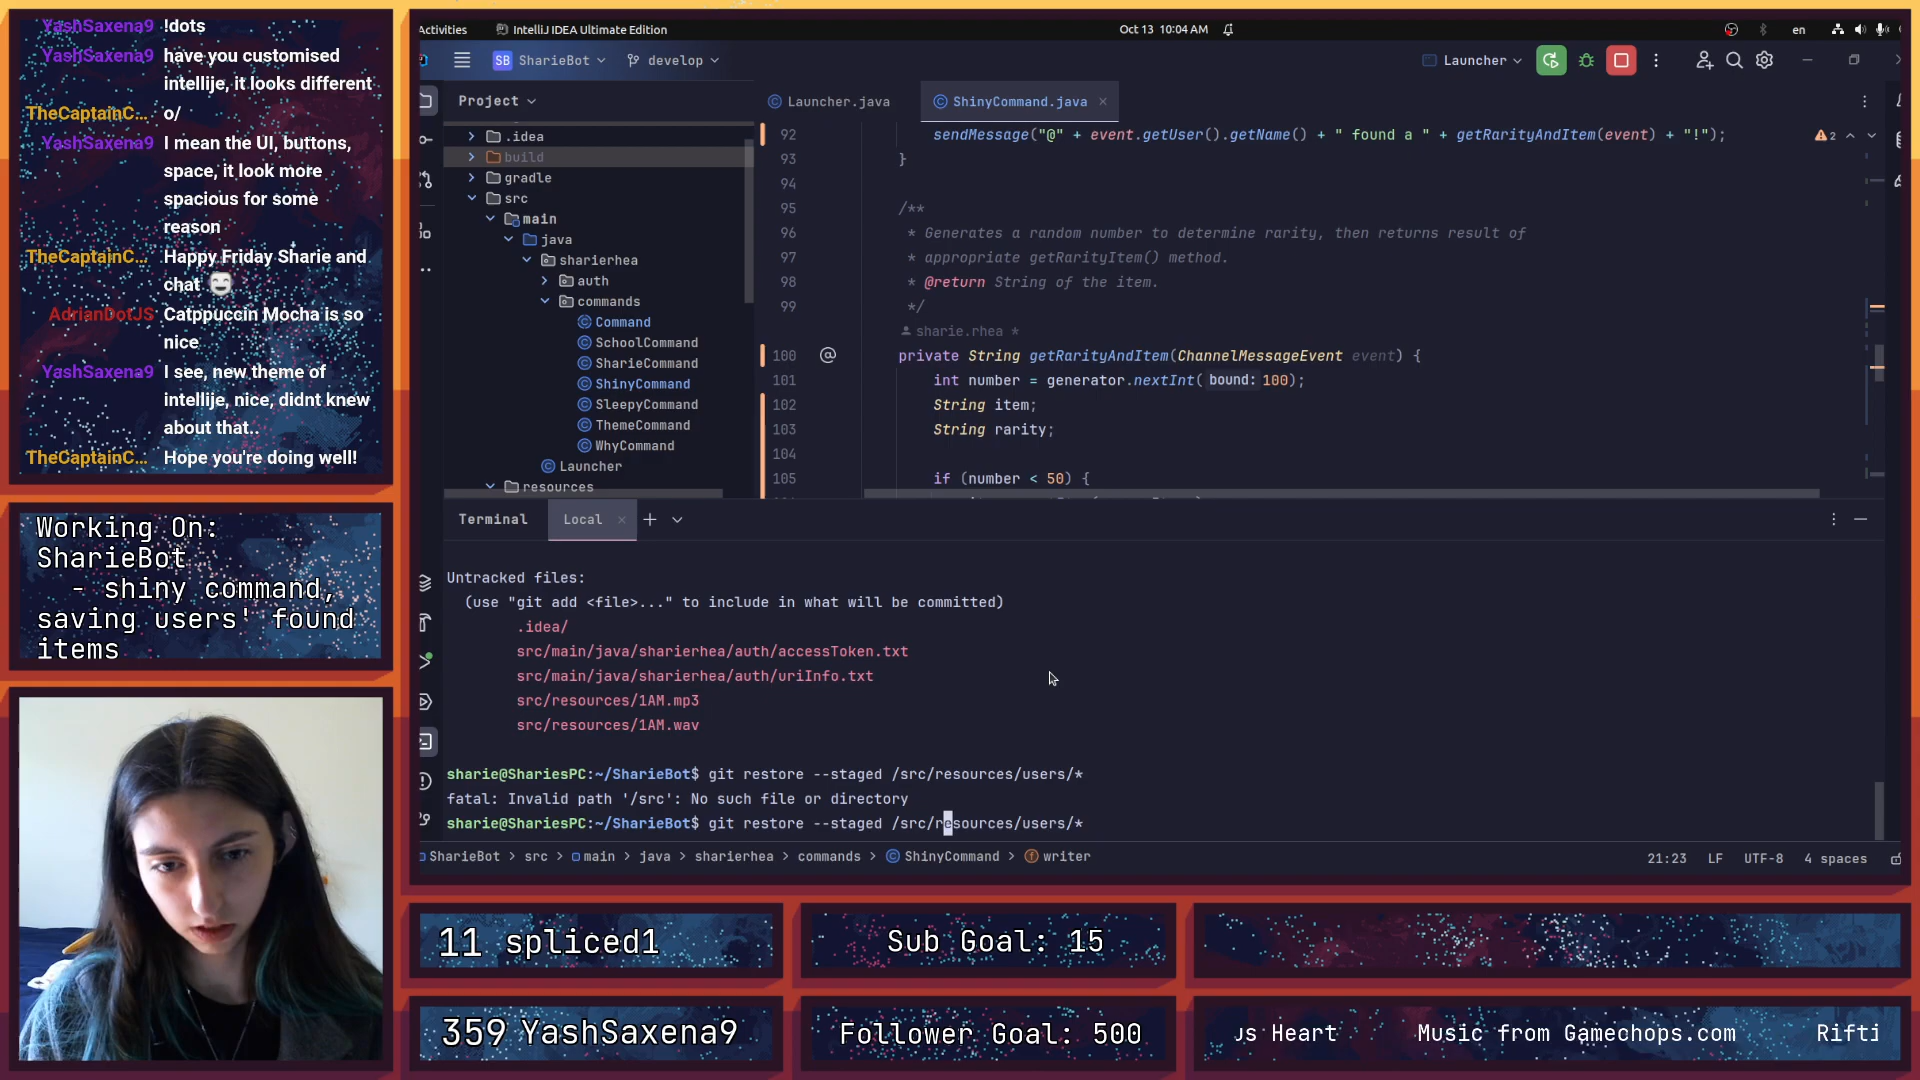 YashSaxena9 !dots
YashSaxena9 have you customised
intellije, it looks different
TheCaptainC... o/
YashSaxena9 I mean the UI, buttons,
space, it look more
spacious for some
reason
TheCaptainC... Happy Friday Sharie and
chat
AdrianDotJS Catppuccin Mocha is so
nice
YashSaxena9 I see, new theme of
intellije, nice, didnt knew
about that..
TheCaptainC... Hope you're doing well!
Working On:
SharieBot
- shiny command,
saving users' found
items
Activities IntelliJ IDEA Ultimate Edition Oct 13 10:04 AM en
SB SharieBot develop Launcher
Project
.idea
build
gradle
src
main
java
sharierhea
auth
commands
Command
SchoolCommand
SharieCommand
ShinyCommand
SleepyCommand
ThemeCommand
WhyCommand
Launcher
resources
Launcher.java ShinyCommand.java
92 sendMessage("@" + event.getUser().getName() + " found a " + getRarityAndItem(event) + "!"); 2
93 }
94
95 /**
96 * Generates a random number to determine rarity, then returns result of
97 * appropriate getRarityItem() method.
98 * @return String of the item.
99 */
sharie.rhea *
100 @ private String getRarityAndItem(ChannelMessageEvent event) {
101 int number = generator.nextInt( bound: 100);
102 String item;
103 String rarity;
104
105 if (number < 50) {
Terminal Local
Untracked files:
(use "git add <file>..." to include in what will be committed)
.idea/
src/main/java/sharierhea/auth/accessToken.txt
src/main/java/sharierhea/auth/uriInfo.txt
src/resources/1AM.mp3
src/resources/1AM.wav
sharie@ShariesPC:~/SharieBot$ git restore --staged /src/resources/users/*
fatal: Invalid path '/src': No such file or directory
sharie@ShariesPC:~/SharieBot$ git restore --staged /src/resources/users/*
SharieBot > src > main > java > sharierhea > commands > ShinyCommand > writer
21:23 LF UTF-8 4 spaces
11 spliced1
Sub Goal: 15
359 YashSaxena9
Follower Goal: 500
us Heart Music from Gamechops.com Rifti